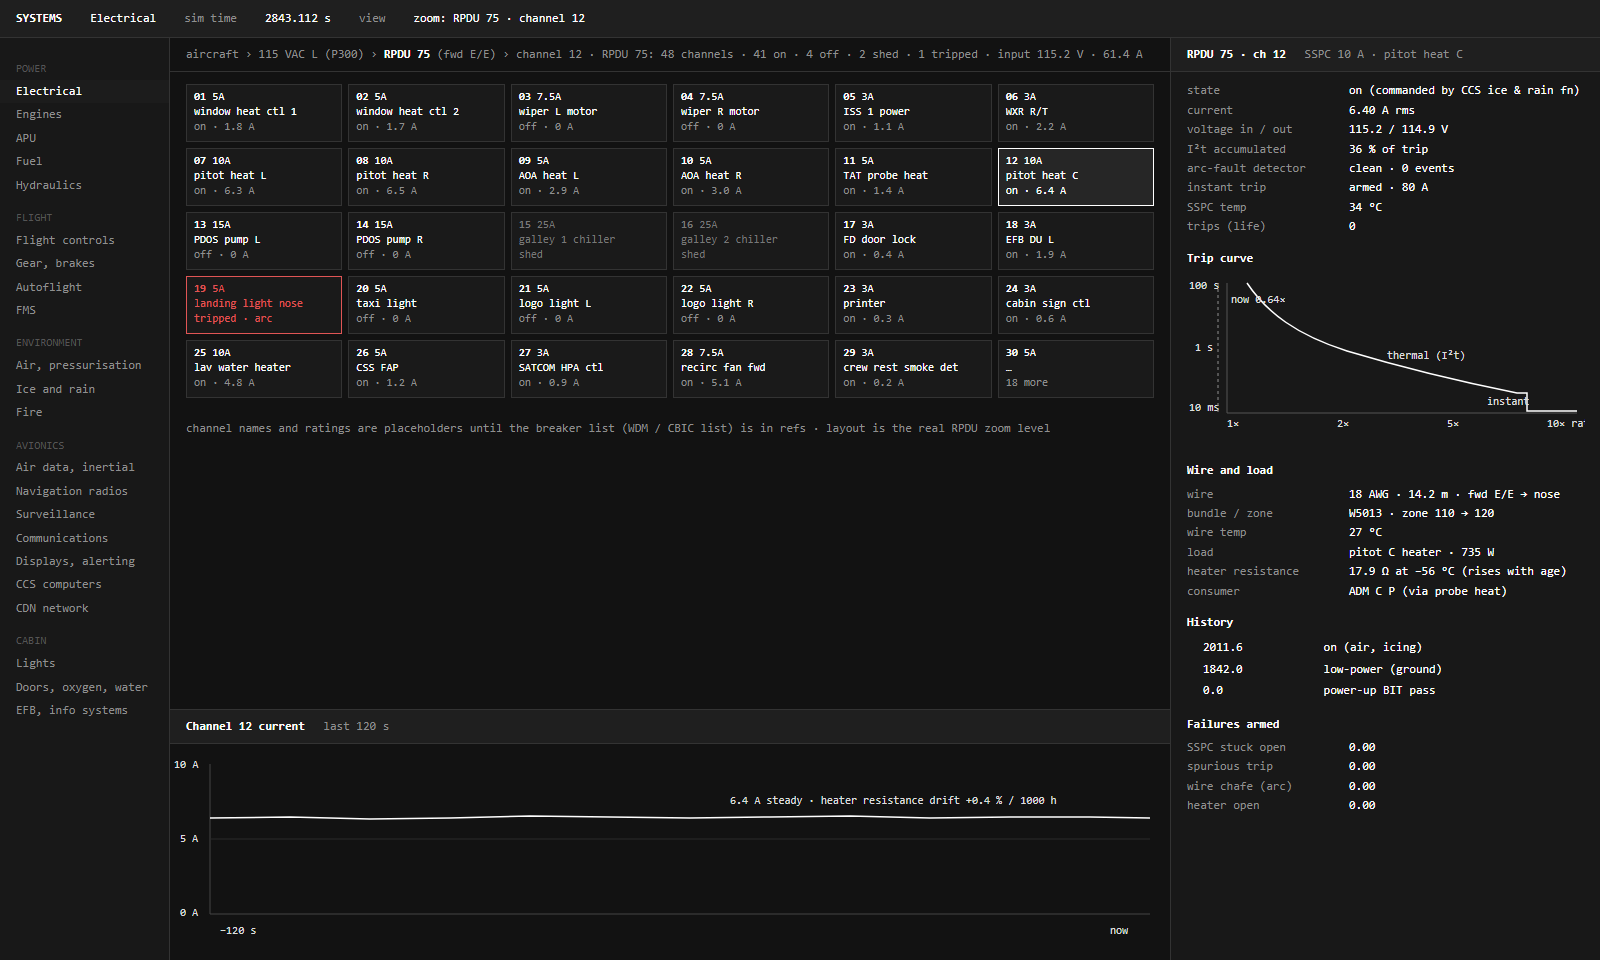 SYSTEMS Electrical sim time 2843.112 s view zoom: RPDU 75 · channel 12
POWER
Electrical
Engines
APU
Fuel
Hydraulics
FLIGHT
Flight controls
Gear, brakes
Autoflight
FMS
ENVIRONMENT
Air, pressurisation
Ice and rain
Fire
AVIONICS
Air data, inertial
Navigation radios
Surveillance
Communications
Displays, alerting
CCS computers
CDN network
CABIN
Lights
Doors, oxygen, water
EFB, info systems
aircraft › 115 VAC L (P300) › RPDU 75 (fwd E/E) › channel 12 · RPDU 75: 48 channels · 41 on · 4 off · 2 shed · 1 tripped · input 115.2 V · 61.4 A
01 5A
window heat ctl 1
on · 1.8 A
02 5A
window heat ctl 2
on · 1.7 A
03 7.5A
wiper L motor
off · 0 A
04 7.5A
wiper R motor
off · 0 A
05 3A
ISS 1 power
on · 1.1 A
06 3A
WXR R/T
on · 2.2 A
07 10A
pitot heat L
on · 6.3 A
08 10A
pitot heat R
on · 6.5 A
09 5A
AOA heat L
on · 2.9 A
10 5A
AOA heat R
on · 3.0 A
11 5A
TAT probe heat
on · 1.4 A
12 10A
pitot heat C
on · 6.4 A
13 15A
PDOS pump L
off · 0 A
14 15A
PDOS pump R
off · 0 A
15 25A
galley 1 chiller
shed
16 25A
galley 2 chiller
shed
17 3A
FD door lock
on · 0.4 A
18 3A
EFB DU L
on · 1.9 A
19 5A
landing light nose
tripped · arc
20 5A
taxi light
off · 0 A
21 5A
logo light L
off · 0 A
22 5A
logo light R
off · 0 A
23 3A
printer
on · 0.3 A
24 3A
cabin sign ctl
on · 0.6 A
25 10A
lav water heater
on · 4.8 A
26 5A
CSS FAP
on · 1.2 A
27 3A
SATCOM HPA ctl
on · 0.9 A
28 7.5A
recirc fan fwd
on · 5.1 A
29 3A
crew rest smoke det
on · 0.2 A
30 5A
…
18 more
channel names and ratings are placeholders until the breaker list (WDM / CBIC list) is in refs · layout is the real RPDU zoom level
Channel 12 current last 120 s
10 A
6.4 A steady · heater resistance drift +0.4 % / 1000 h
5 A
0 A
−120 s now
RPDU 75 · ch 12 SSPC 10 A · pitot heat C
state on (commanded by CCS ice & rain fn)
current 6.40 A rms
voltage in / out 115.2 / 114.9 V
I²t accumulated 36 % of trip
arc-fault detector clean · 0 events
instant trip armed · 80 A
SSPC temp 34 °C
trips (life) 0
Trip curve
100 s
now 0.64×
1 s
thermal (I²t)
instant
10 ms
1× 2× 5× 10× ra
Wire and load
wire 18 AWG · 14.2 m · fwd E/E → nose
bundle / zone W5013 · zone 110 → 120
wire temp 27 °C
load pitot C heater · 735 W
heater resistance 17.9 Ω at −56 °C (rises with age)
consumer ADM C P (via probe heat)
History
2011.6 on (air, icing)
1842.0 low-power (ground)
0.0 power-up BIT pass
Failures armed
SSPC stuck open 0.00
spurious trip 0.00
wire chafe (arc) 0.00
heater open 0.00